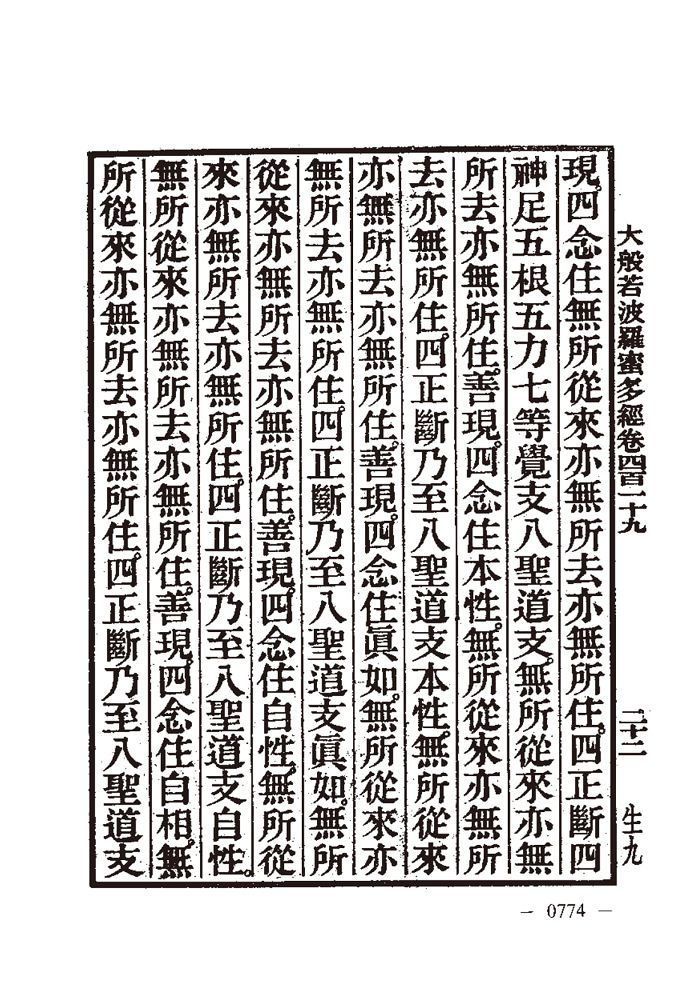 大般若波羅蜜多經卷四百一十九 二十二 生九
現。四念住無所從來亦無所去亦無所住。四正斷四
神足五根五力七等覺支八聖道支。無所從來亦無
所去亦無所住。善現。四念住本性。無所從來亦無所
去亦無所住。四正斷乃至八聖道支本性。無所從來
亦無所去亦無所住。善現。四念住眞如。無所從來亦
無所去亦無所住。四正斷乃至八聖道支眞如。無所
從來亦無所去亦無所住。善現。四念住自性。無所從
來亦無所去亦無所住。四正斷乃至八聖道支自性。
無所從來亦無所去亦無所住。善現。四念住自相。無
所從來亦無所去亦無所住。四正斷乃至八聖道支
— 0774 —